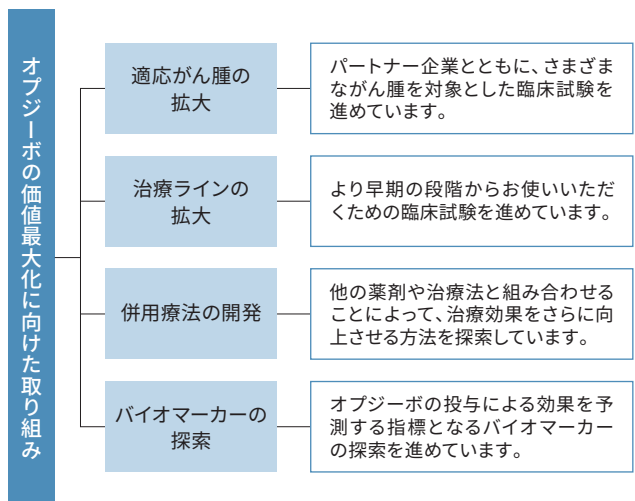 オプジーボの価値最大化に向けた取り組み
適応がん腫の
拡大
パートナー企業とともに、さまざま
ながん腫を対象とした臨床試験を
進めています。
治療ラインの
拡大
より早期の段階からお使いいただ
くための臨床試験を進めています。
併用療法の開発
他の薬剤や治療法と組み合わせる
ことによって、治療効果をさらに向
上させる方法を探索しています。
バイオマーカーの
探索
オプジーボの投与による効果を予
測する指標となるバイオマーカー
の探索を進めています。